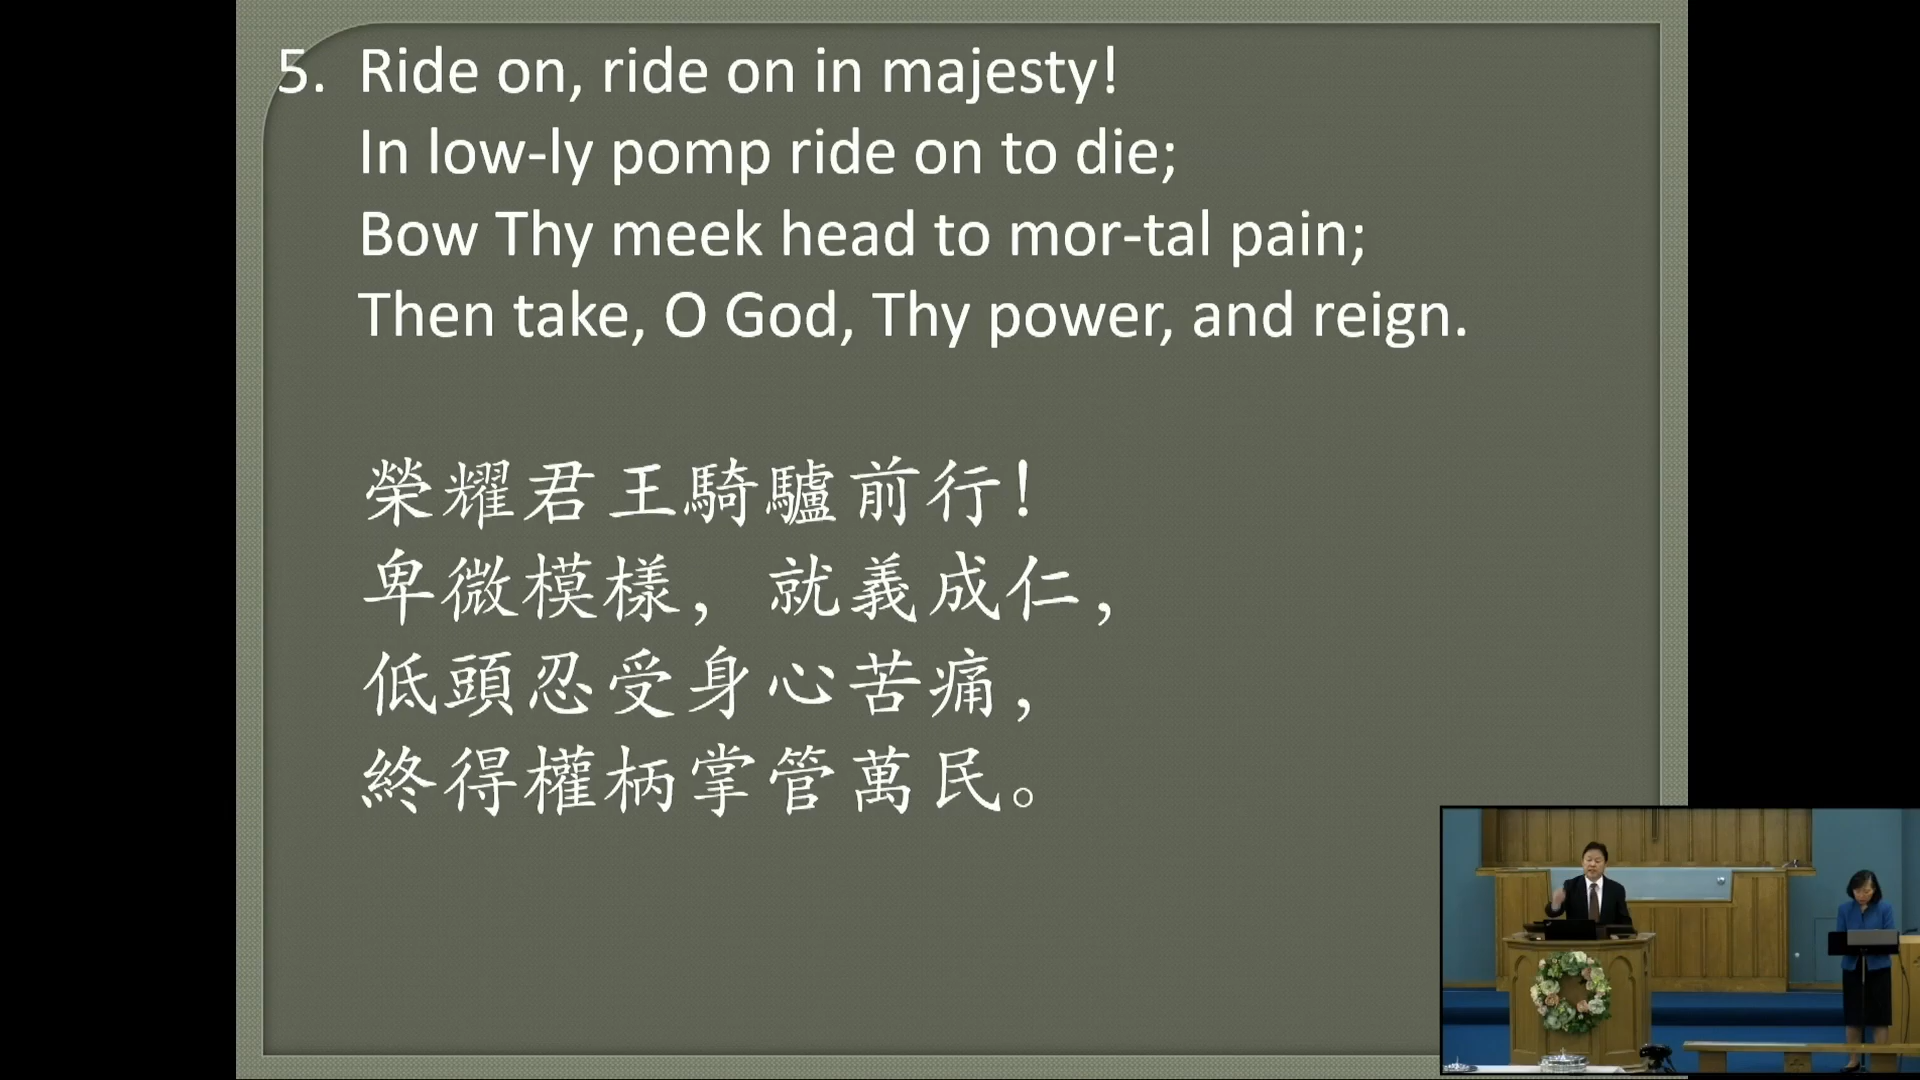 5. Ride on, ride on in majesty!
In low-ly pomp ride on to die;
Bow Thy meek head to mor-tal pain;
Then take, O God, Thy power, and reign.
榮耀君王騎驢前行！
卑微模樣，就義成仁，
低頭忍受身心苦痛，
終得權柄掌管萬民。